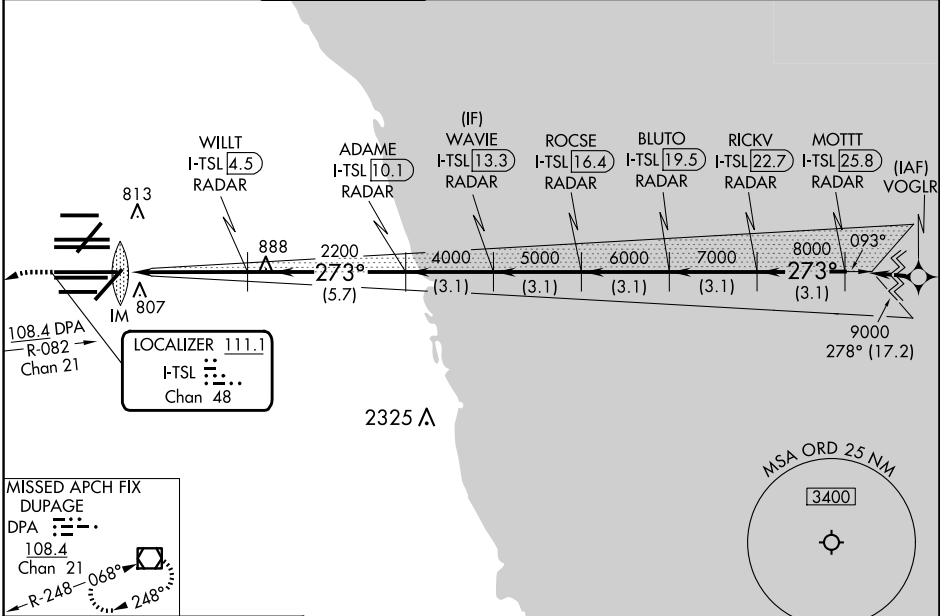 (IF)
WAVIE
I-TSL 13.3
RADAR
WILLT
I-TSL 4.5
RADAR
ADAME
I-TSL 10.1
RADAR
ROCSE
I-TSL 16.4
RADAR
BLUTO
I-TSL 19.5
RADAR
RICKV
I-TSL 22.7
RADAR
MOTTT
I-TSL 25.8
RADAR
(IAF)
VOGLR
813
888
2200
4000
5000
6000
7000
8000
093°
273°
273°
(5.7)
(3.1)
(3.1)
(3.1)
(3.1)
(3.1)
IM
807
9000
278° (17.2)
108.4 DPA
R-082
Chan 21
LOCALIZER 111.1
I-TSL
Chan 48
2325
MSA ORD 25 NM
3400
MISSED APCH FIX
DUPAGE
DPA
108.4
Chan 21
R-248
068°
248°